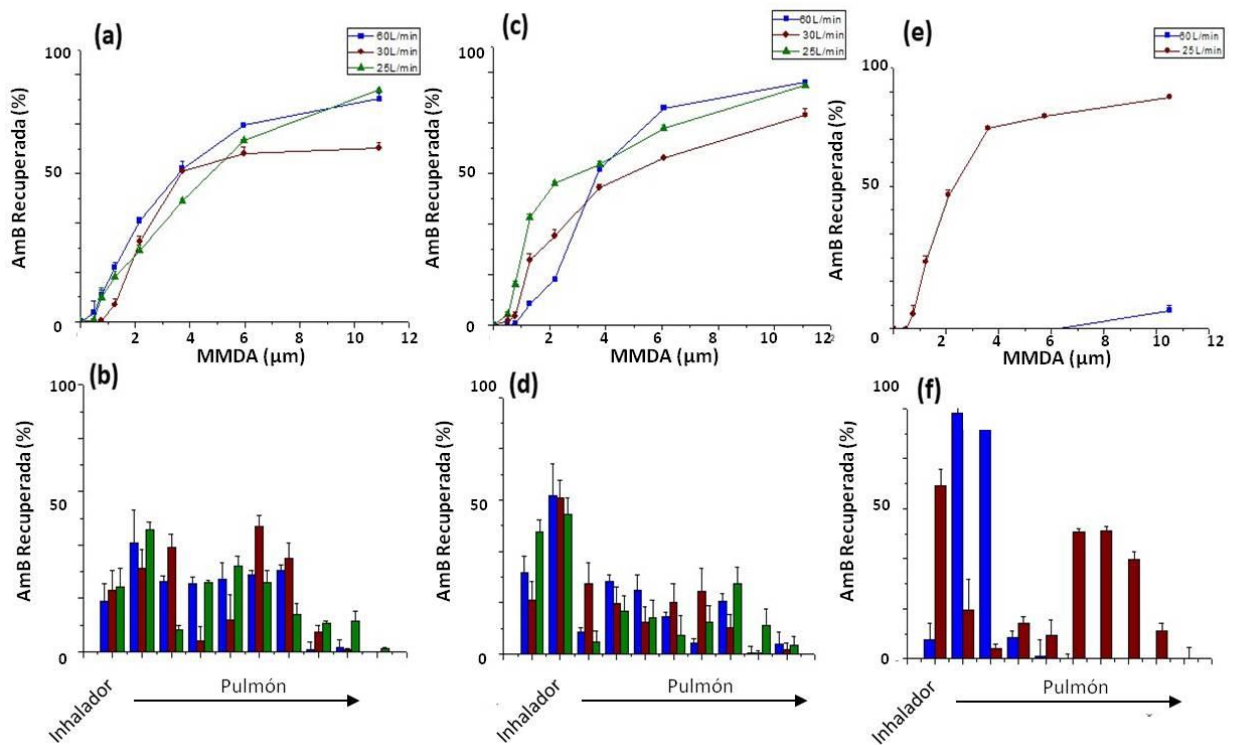 (a)
60L/min
30L/min
25L/min
100
50
0
AmB Recuperada (%)
0 2 4 6 8 10 12
MMDA (µm)
(c)
60L/min
30L/min
25L/min
100
50
0
AmB Recuperada (%)
0 2 4 6 8 10 12
MMDA (µm)
(e)
60L/min
25L/min
100
50
0
AmB Recuperada (%)
0 2 4 6 8 10 12
MMDA (µm)
(b)
100
50
0
AmB Recuperada (%)
Inhalador
Pulmón
(d)
100
50
0
AmB Recuperada (%)
Inhalador
Pulmón
(f)
100
50
0
AmB Recuperada (%)
Inhalador
Pulmón